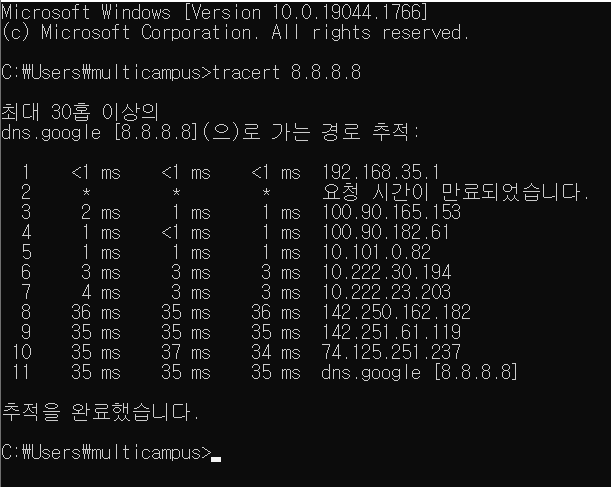 Microsoft Windows [Version 10.0.19044.1766]
(c) Microsoft Corporation. All rights reserved.
C:₩Users₩multicampus>tracert 8.8.8.8
최대 30홉 이상의
dns.google [8.8.8.8](으)로 가는 경로 추적:
1 <1 ms <1 ms <1 ms 192.168.35.1
2 * * * 요청 시간이 만료되었습니다.
3 2 ms 1 ms 1 ms 100.90.165.153
4 1 ms <1 ms 1 ms 100.90.182.61
5 1 ms 1 ms 1 ms 10.101.0.82
6 3 ms 3 ms 3 ms 10.222.30.194
7 4 ms 3 ms 3 ms 10.222.23.203
8 36 ms 35 ms 36 ms 142.250.162.182
9 35 ms 35 ms 35 ms 142.251.61.119
10 35 ms 37 ms 34 ms 74.125.251.237
11 35 ms 35 ms 35 ms dns.google [8.8.8.8]
추적을 완료했습니다.
C:₩Users₩multicampus>